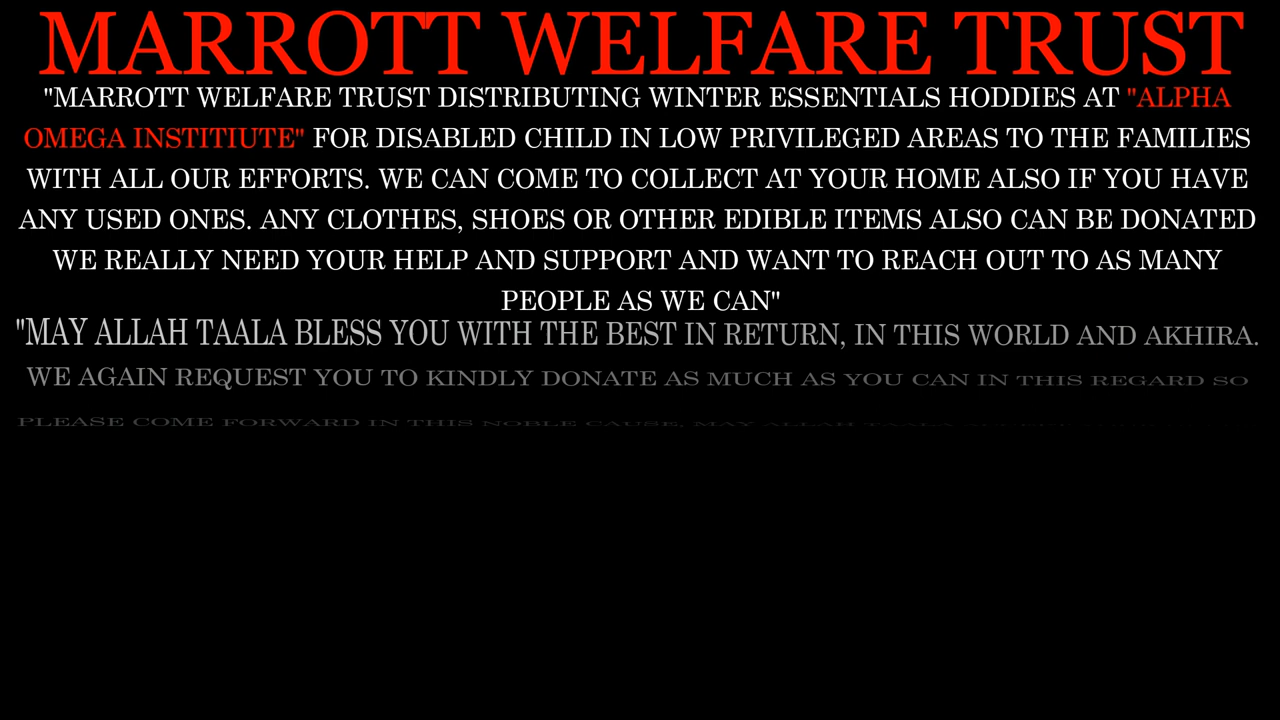 MARROTT WELFARE TRUST
"MARROTT WELFARE TRUST DISTRIBUTING WINTER ESSENTIALS HODDIES AT "ALPHA
OMEGA INSTITIUTE" FOR DISABLED CHILD IN LOW PRIVILEGED AREAS TO THE FAMILIES
WITH ALL OUR EFFORTS. WE CAN COME TO COLLECT AT YOUR HOME ALSO IF YOU HAVE
ANY USED ONES. ANY CLOTHES, SHOES OR OTHER EDIBLE ITEMS ALSO CAN BE DONATED
WE REALLY NEED YOUR HELP AND SUPPORT AND WANT TO REACH OUT TO AS MANY
PEOPLE AS WE CAN"
"MAY ALLAH TAALA BLESS YOU WITH THE BEST IN RETURN, IN THIS WORLD AND AKHIRA.
WE AGAIN REQUEST YOU TO KINDLY DONATE AS MUCH AS YOU CAN IN THIS REGARD SO
PLEASE COME FORWARD IN THIS NOBLE CAUSE, MAY ALLAH TAALA